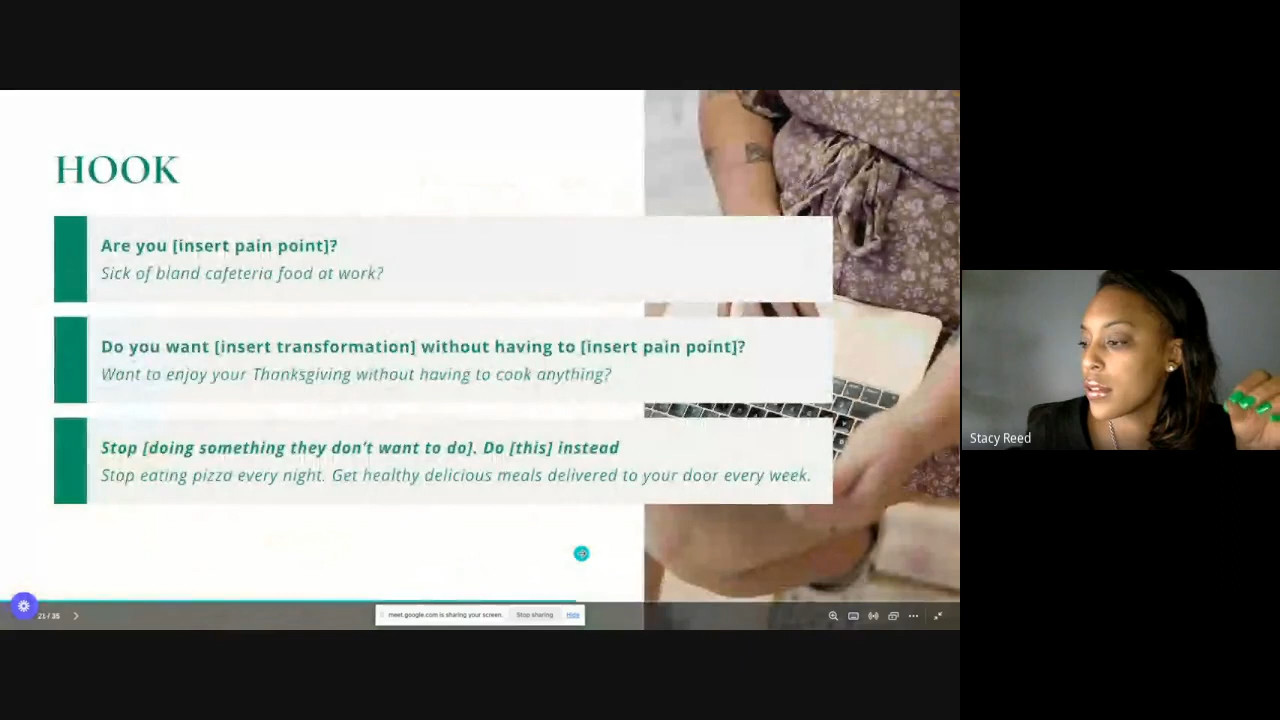 HOOK
Are you [insert pain point]?
Sick of bland cafeteria food at work?
Do you want [insert transformation] without having to [insert pain point]?
Want to enjoy your Thanksgiving without having to cook anything?
Stop [doing something they don't want to do]. Do [this] instead
Stop eating pizza every night. Get healthy delicious meals delivered to your door every week.
Stacy Reed
21 / 35
meet.google.com is sharing your screen.
Stop sharing
Hide